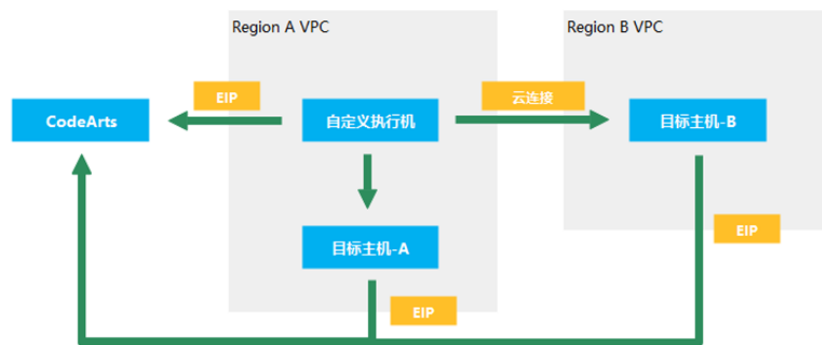 Region A VPC
Region B VPC
EIP
云连接
CodeArts
自定义执行机
目标主机-B
EIP
目标主机-A
EIP